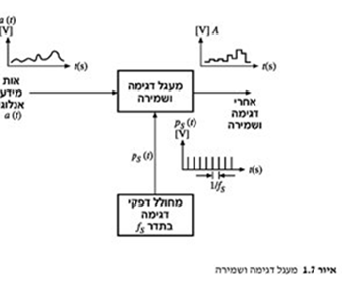 a(t)
[V]
t(s)
[V] A
t(s)
אות
מידע
אנלוגי
a(t)
מעגל דגימה
ושמירה
אחרי
דגימה
ושמירה
pS(t)
[V]
pS(t)
t(s)
1/fS
מחולל דפקי
דגימה
בתדר fS
איור 1.7 מעגל דגימה ושמירה